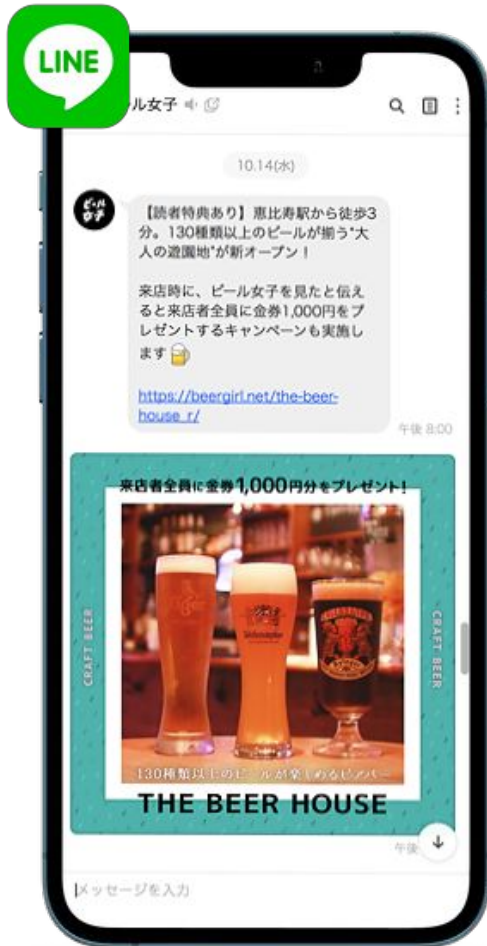 LINE
ール女子
10.14(水)
ビール
女子
【読者特典あり】恵比寿駅から徒歩3
分。130種類以上のビールが揃う"大
人の遊園地"が新オープン！
来店時に、ビール女子を見たと伝え
ると来店者全員に金券1,000円をプ
レゼントするキャンペーンも実施し
ます🍺
https://beergirl.net/the-beer-
house_r/
午後 8:00
来店者全員に金券1,000円分をプレゼント!
CRAFT BEER
CRAFT BEER
130種類以上のビールが楽しめるビアバー
THE BEER HOUSE
午後
メッセージを入力